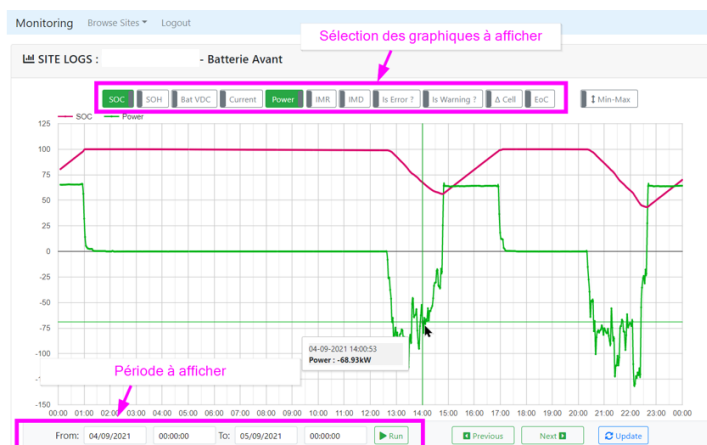 Monitoring Browse Sites Logout
Sélection des graphiques à afficher
SITE LOGS : - Batterie Avant
SOC SOH Bat VDC Current Power IMR IMD Is Error ? Is Warning ? Δ Cell EoC Min-Max
SOC Power
125
100
75
50
25
0
-25
-50
-75
04-09-2021 14:00:53
-100
Power : -68.93kW
Période à afficher
-150
00:00 01:00 02:00 03:00 04:00 05:00 06:00 07:00 08:00 09:00 10:00 11:00 12:00 13:00 14:00 15:00 16:00 17:00 18:00 19:00 20:00 21:00 22:00 23:00 00:00
From: 04/09/2021 00:00:00 To: 05/09/2021 00:00:00 Run Previous Next Update